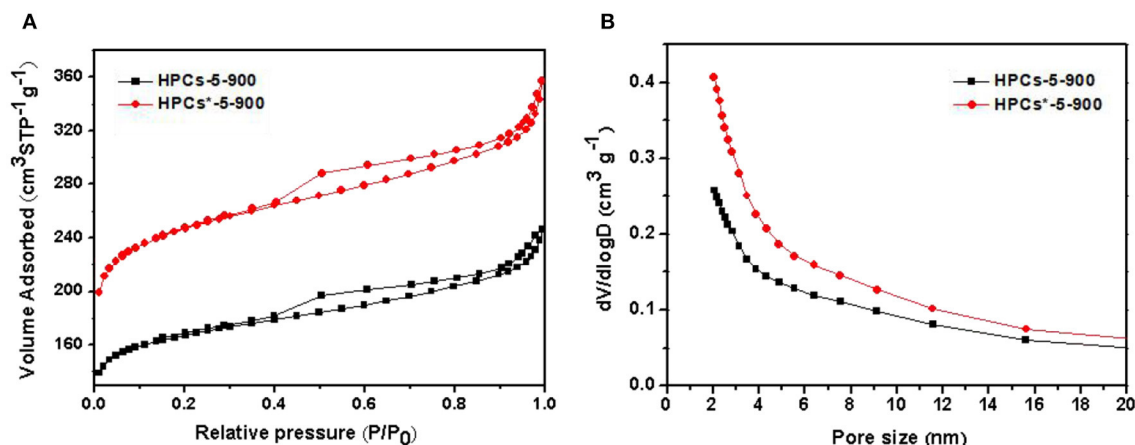 A
Volume Adsorbed (cm³STP⁻¹g⁻¹)
360
320
280
240
200
160
HPCs-5-900
HPCs*-5-900
0.0 0.2 0.4 0.6 0.8 1.0
Relative pressure (P/P₀)
B
dV/dlogD (cm³ g⁻¹)
0.4
0.3
0.2
0.1
0.0
HPCs-5-900
HPCs*-5-900
0 2 4 6 8 10 12 14 16 18 20
Pore size (nm)